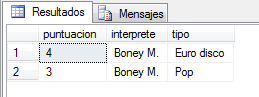 Resultados Mensajes
puntuacion interprete tipo
1 4 Boney M. Euro disco
2 3 Boney M. Pop